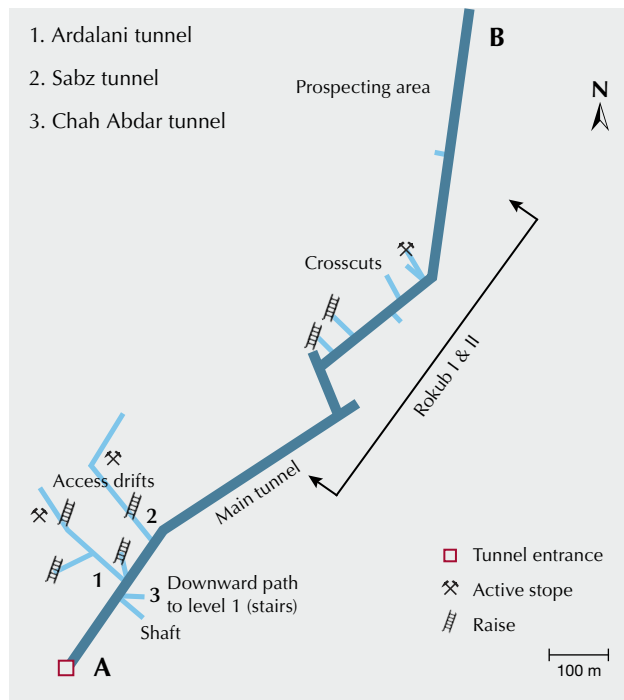 1. Ardalani tunnel
2. Sabz tunnel
3. Chah Abdar tunnel
B
Prospecting area
N
Crosscuts
Rokub I & II
Access drifts
Main tunnel
2
1
3
Downward path
to level 1 (stairs)
Shaft
A
Tunnel entrance
Active stope
Raise
100 m